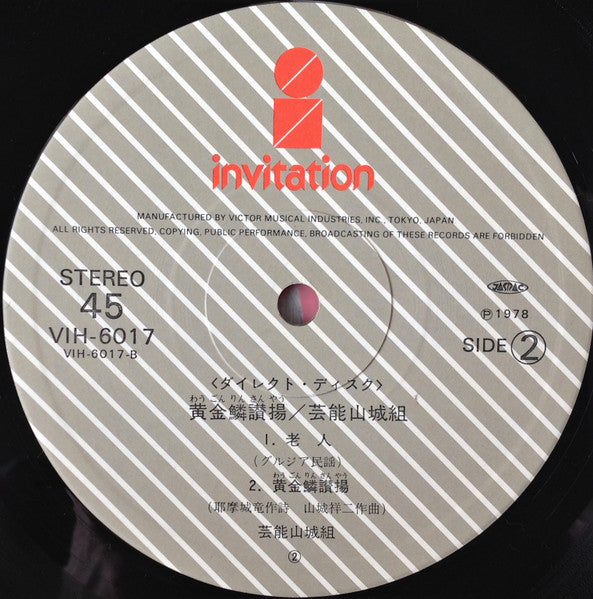 invitation
MANUFACTURED BY VICTOR MUSICAL INDUSTRIES, INC., TOKYO, JAPAN
ALL RIGHTS RESERVED, COPYING, PUBLIC PERFORMANCE, BROADCASTING OF THESE RECORDS ARE FORBIDDEN
STEREO
45
VIH-6017
VIH-6017-B
JASRAC
Ⓟ1978
SIDE ②
〈ダイレクト・ディスク〉
わうごんりんさんやう
黄金鱗讃揚/芸能山城組
1. 老人
(グルジア民謡)
わうごんりんさんやう
2. 黄金鱗讃揚
(耶摩城竜作詩 山城祥二作曲)
芸能山城組
②